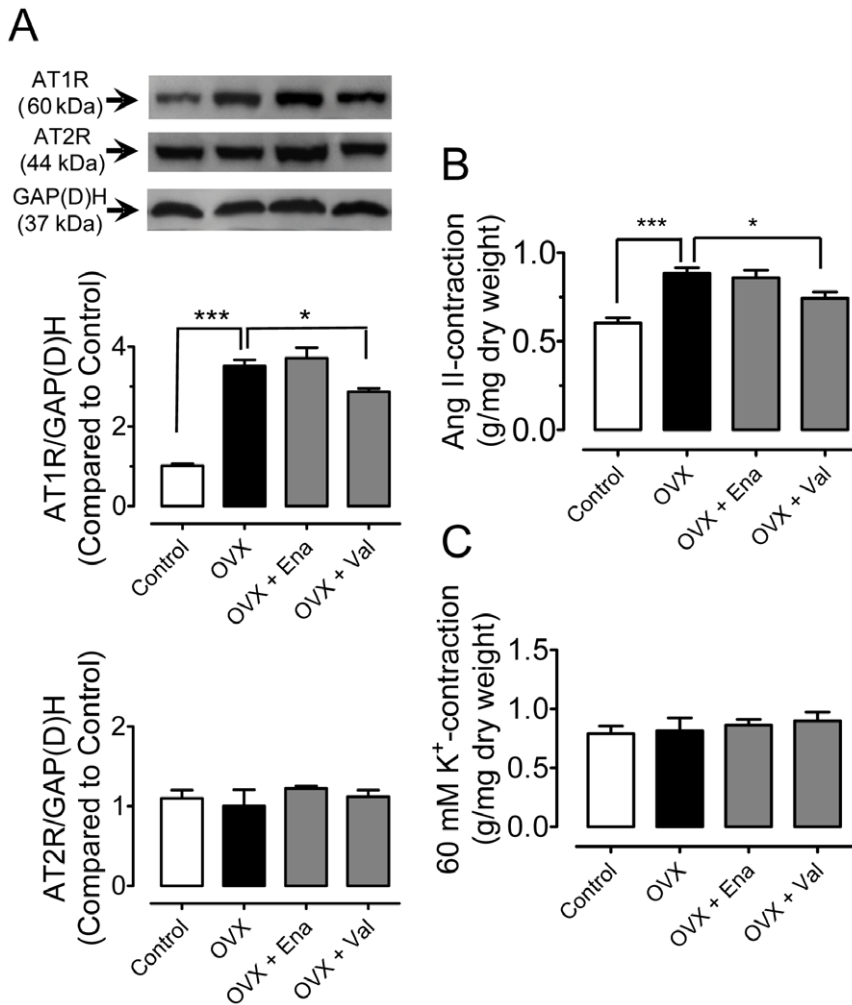 A
AT1R
(60 kDa)
AT2R
(44 kDa)
GAP(D)H
(37 kDa)
AT1R/GAP(D)H
(Compared to Control)
4
2
0
***
*
Control
OVX
OVX + Ena
OVX + Val
AT2R/GAP(D)H
(Compared to Control)
2
1
0
Control
OVX
OVX + Ena
OVX + Val
B
Ang II-contraction
(g/mg dry weight)
1.0
0.5
0.0
***
*
Control
OVX
OVX + Ena
OVX + Val
C
60 mM K⁺-contraction
(g/mg dry weight)
1.5
1.0
0.5
0.0
Control
OVX
OVX + Ena
OVX + Val